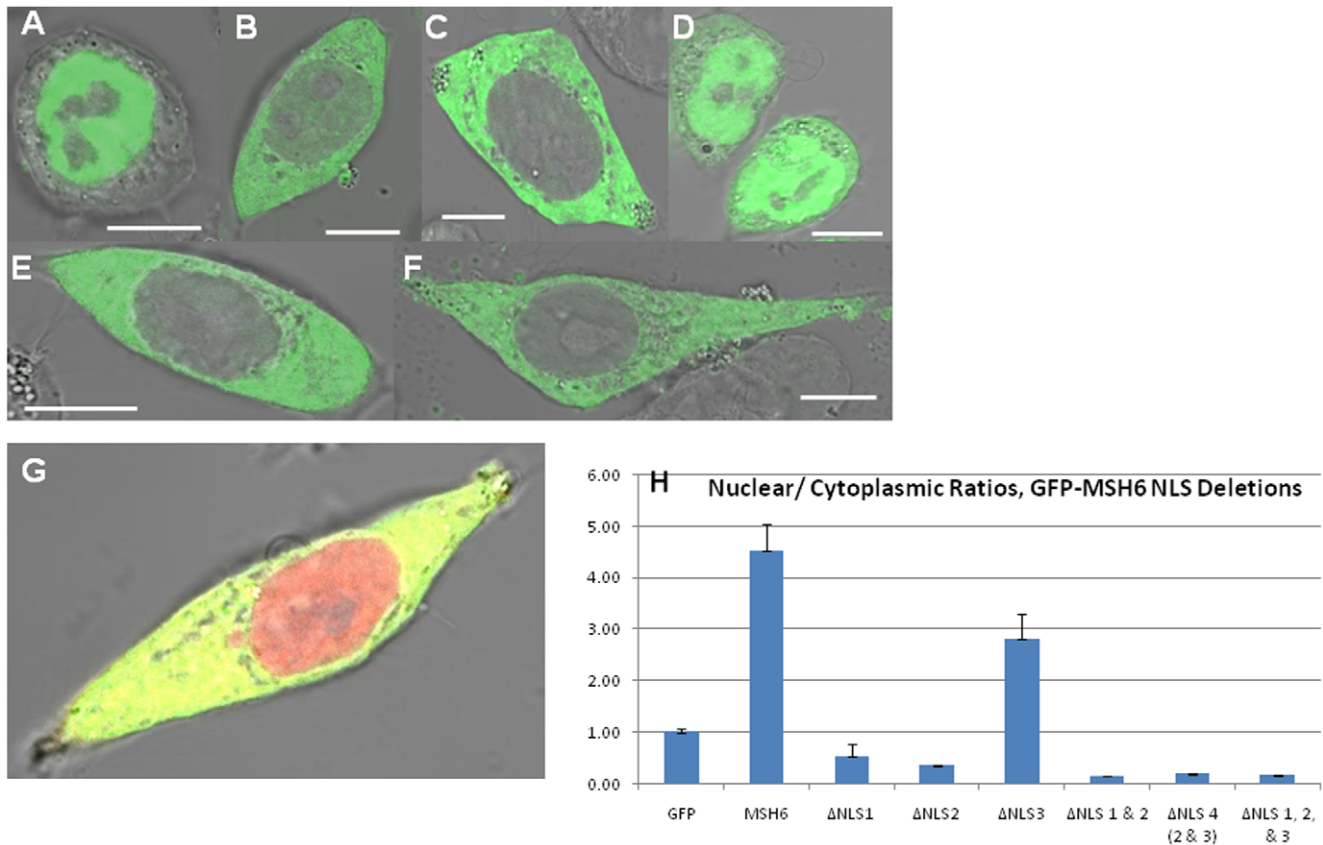 A
B
C
D
E
F
G
H
Nuclear/ Cytoplasmic Ratios, GFP-MSH6 NLS Deletions
6.00
5.00
4.00
3.00
2.00
1.00
0.00
GFP
MSH6
ΔNLS1
ΔNLS2
ΔNLS3
ΔNLS 1 & 2
ΔNLS 4
(2 & 3)
ΔNLS 1, 2,
& 3